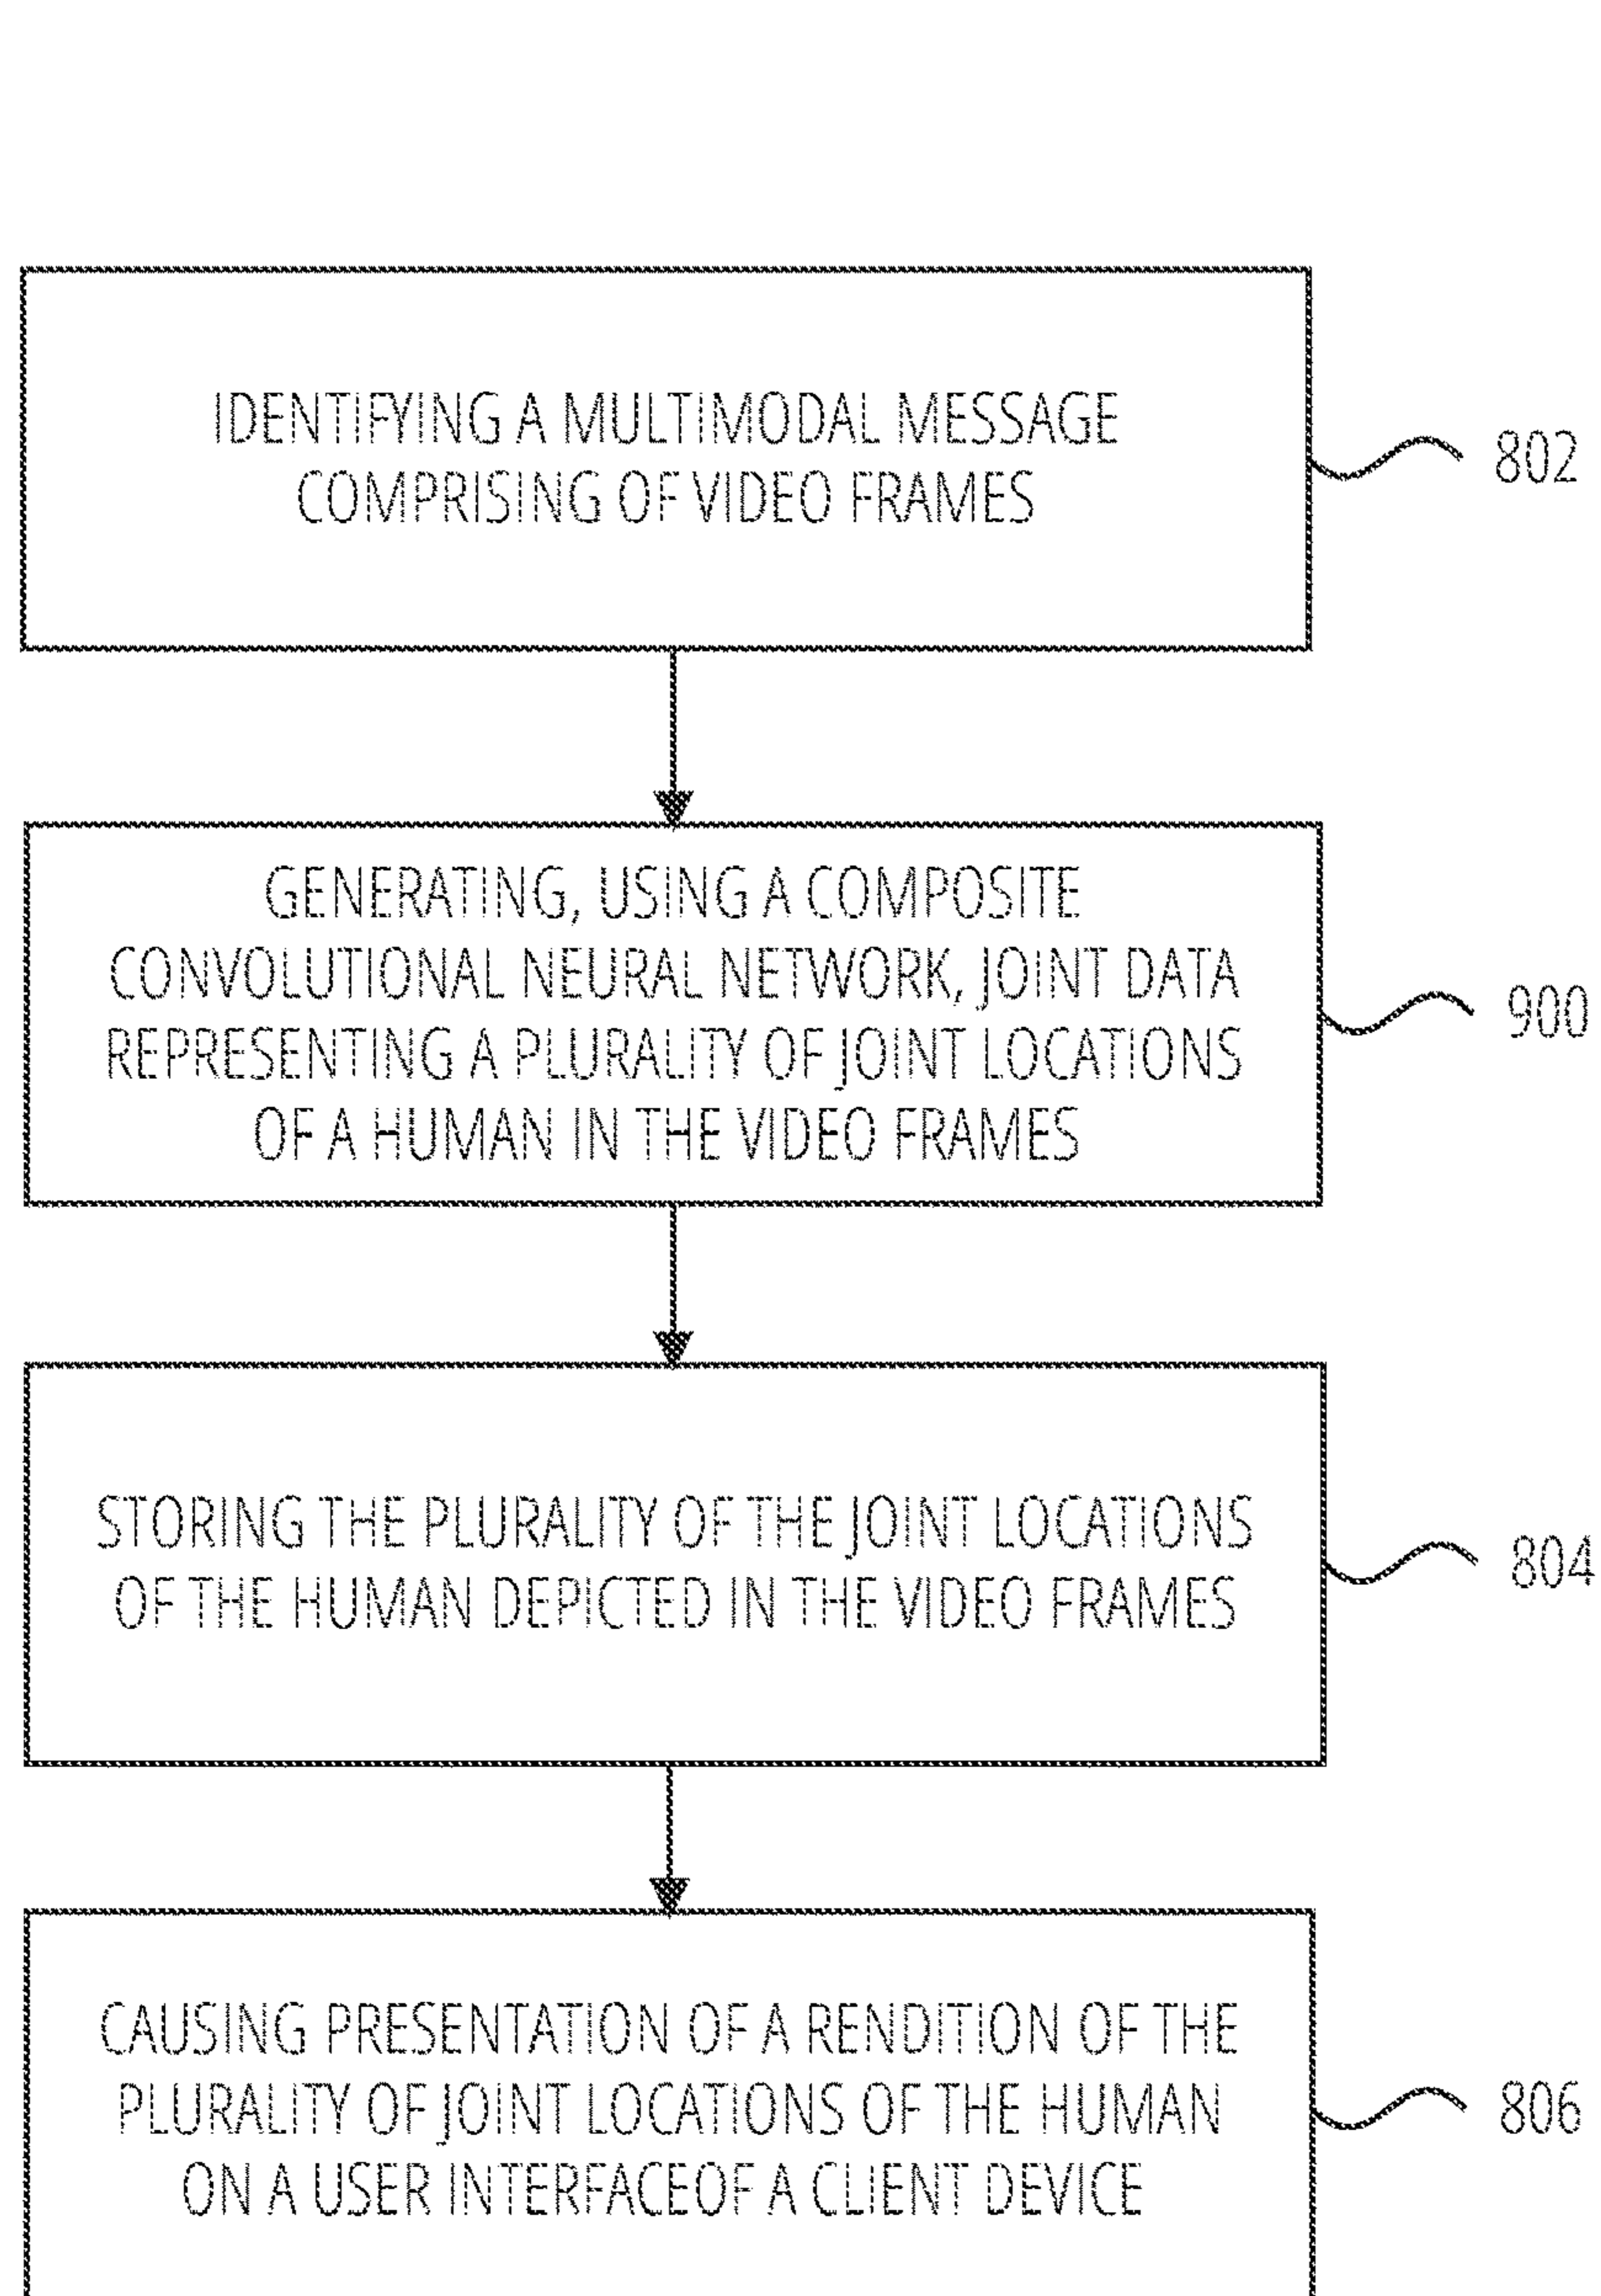 IDENTIFYING A MULTIMODAL MESSAGE
COMPRISING OF VIDEO FRAMES
802
GENERATING, USING A COMPOSITE
CONVOLUTIONAL NEURAL NETWORK, JOINT DATA
REPRESENTING A PLURALITY OF JOINT LOCATIONS
OF A HUMAN IN THE VIDEO FRAMES
900
STORING THE PLURALITY OF THE JOINT LOCATIONS
OF THE HUMAN DEPICTED IN THE VIDEO FRAMES
804
CAUSING PRESENTATION OF A RENDITION OF THE
PLURALITY OF JOINT LOCATIONS OF THE HUMAN
ON A USER INTERFACEOF A CLIENT DEVICE
806